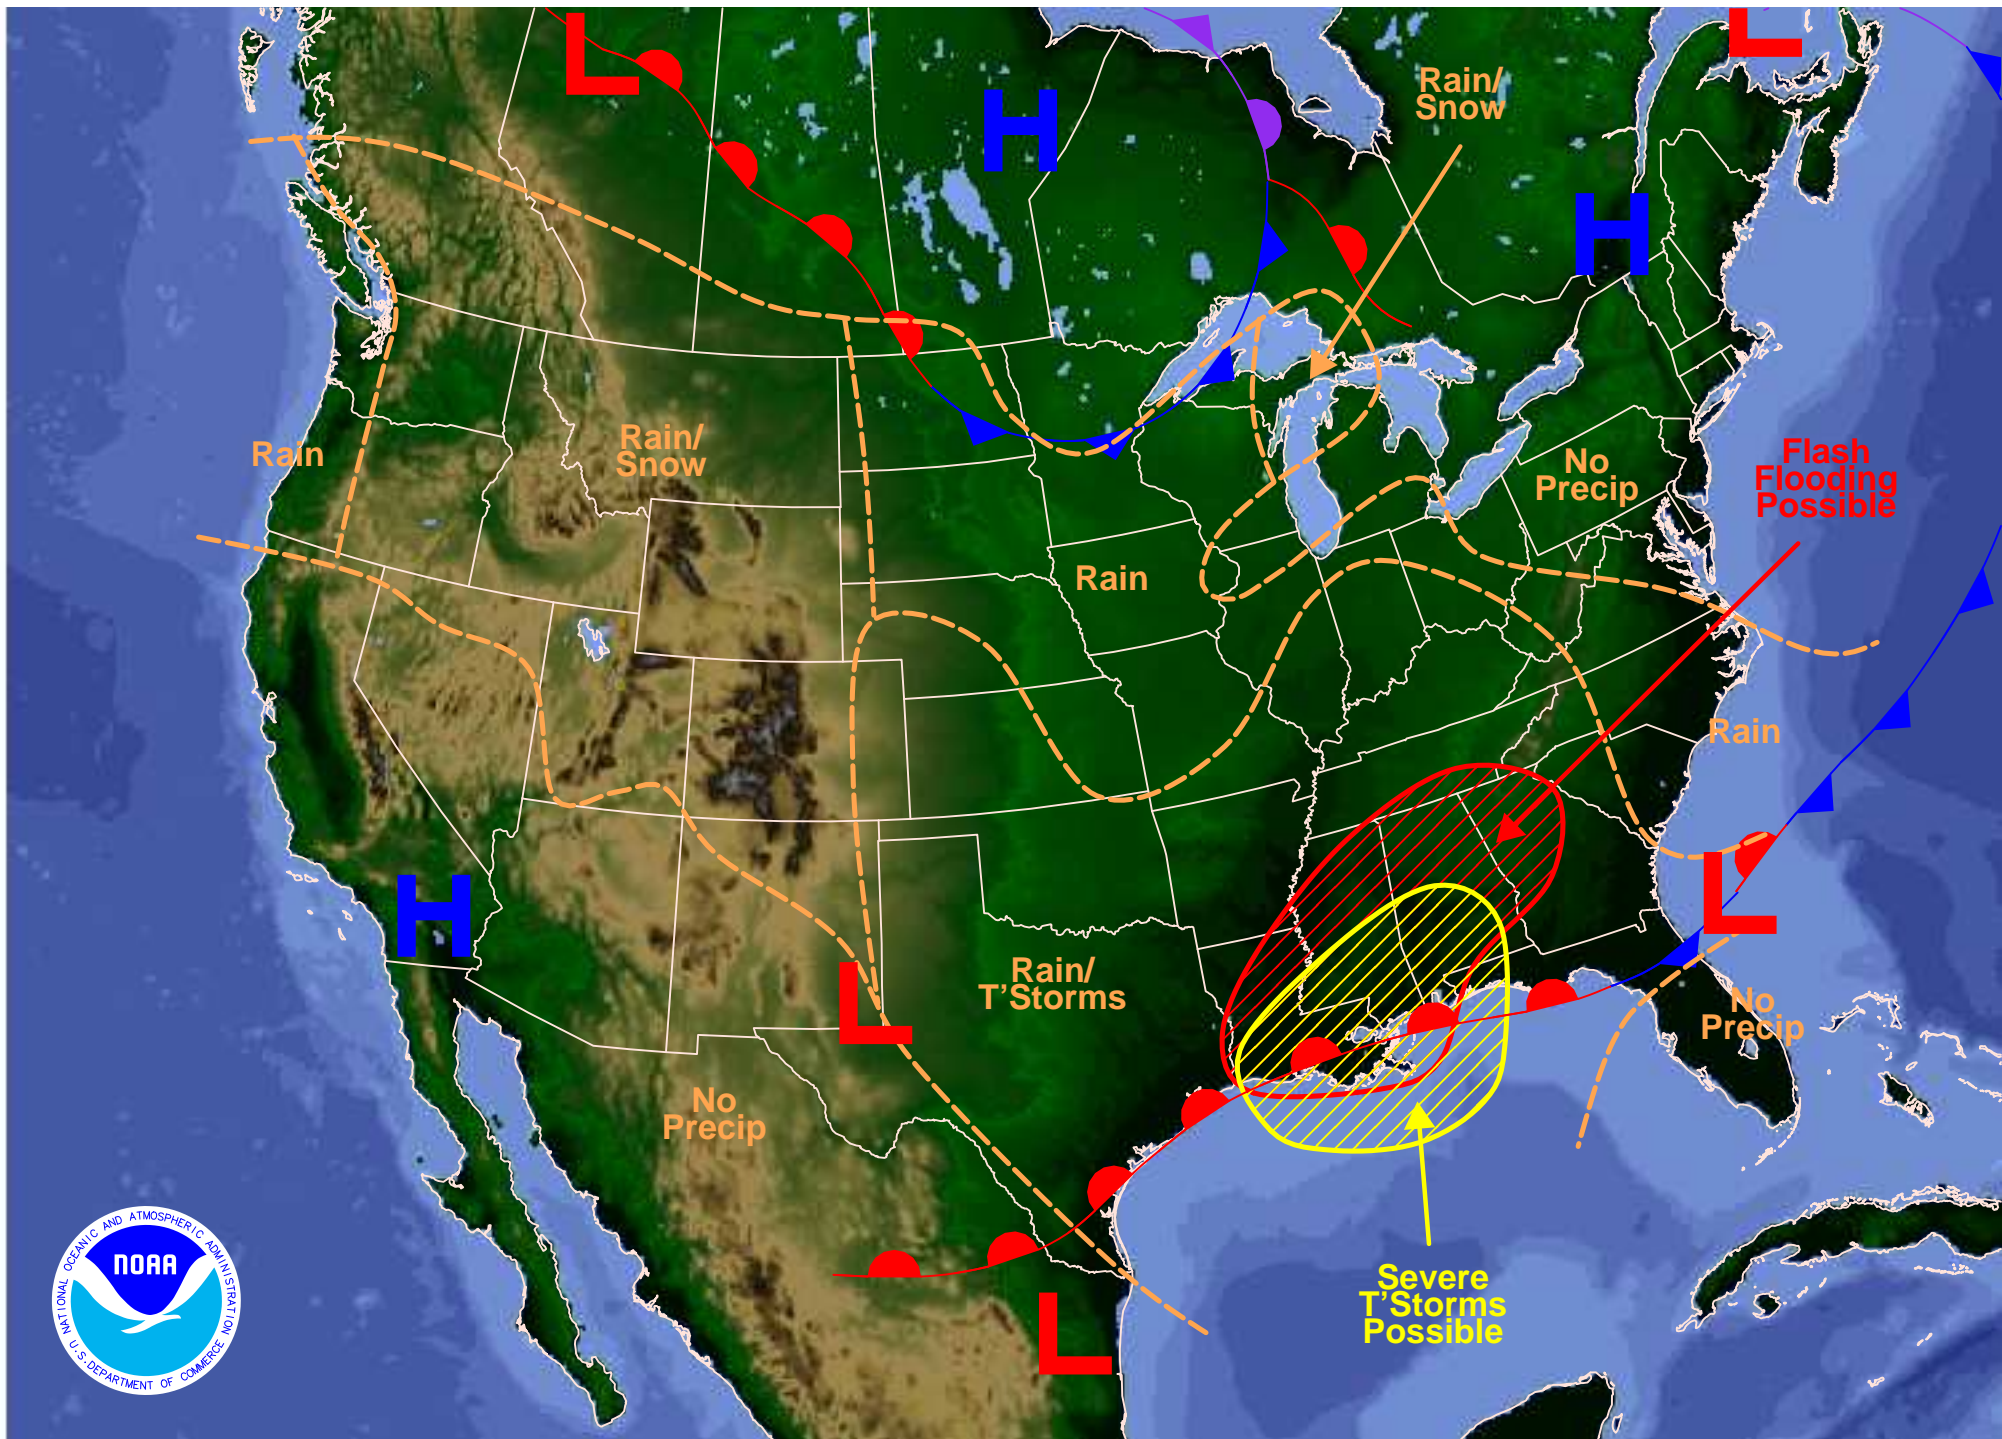 L
L
Rain/
Snow
H
H
Rain
Rain/
Snow
No
Precip
Flash
Flooding
Possible
Rain
Rain
H
L
Rain/
T'Storms
L
No
Precip
No
Precip
NOAA
NATIONAL OCEANIC AND ATMOSPHERIC ADMINISTRATION
U.S. DEPARTMENT OF COMMERCE
Severe
T'Storms
Possible
L